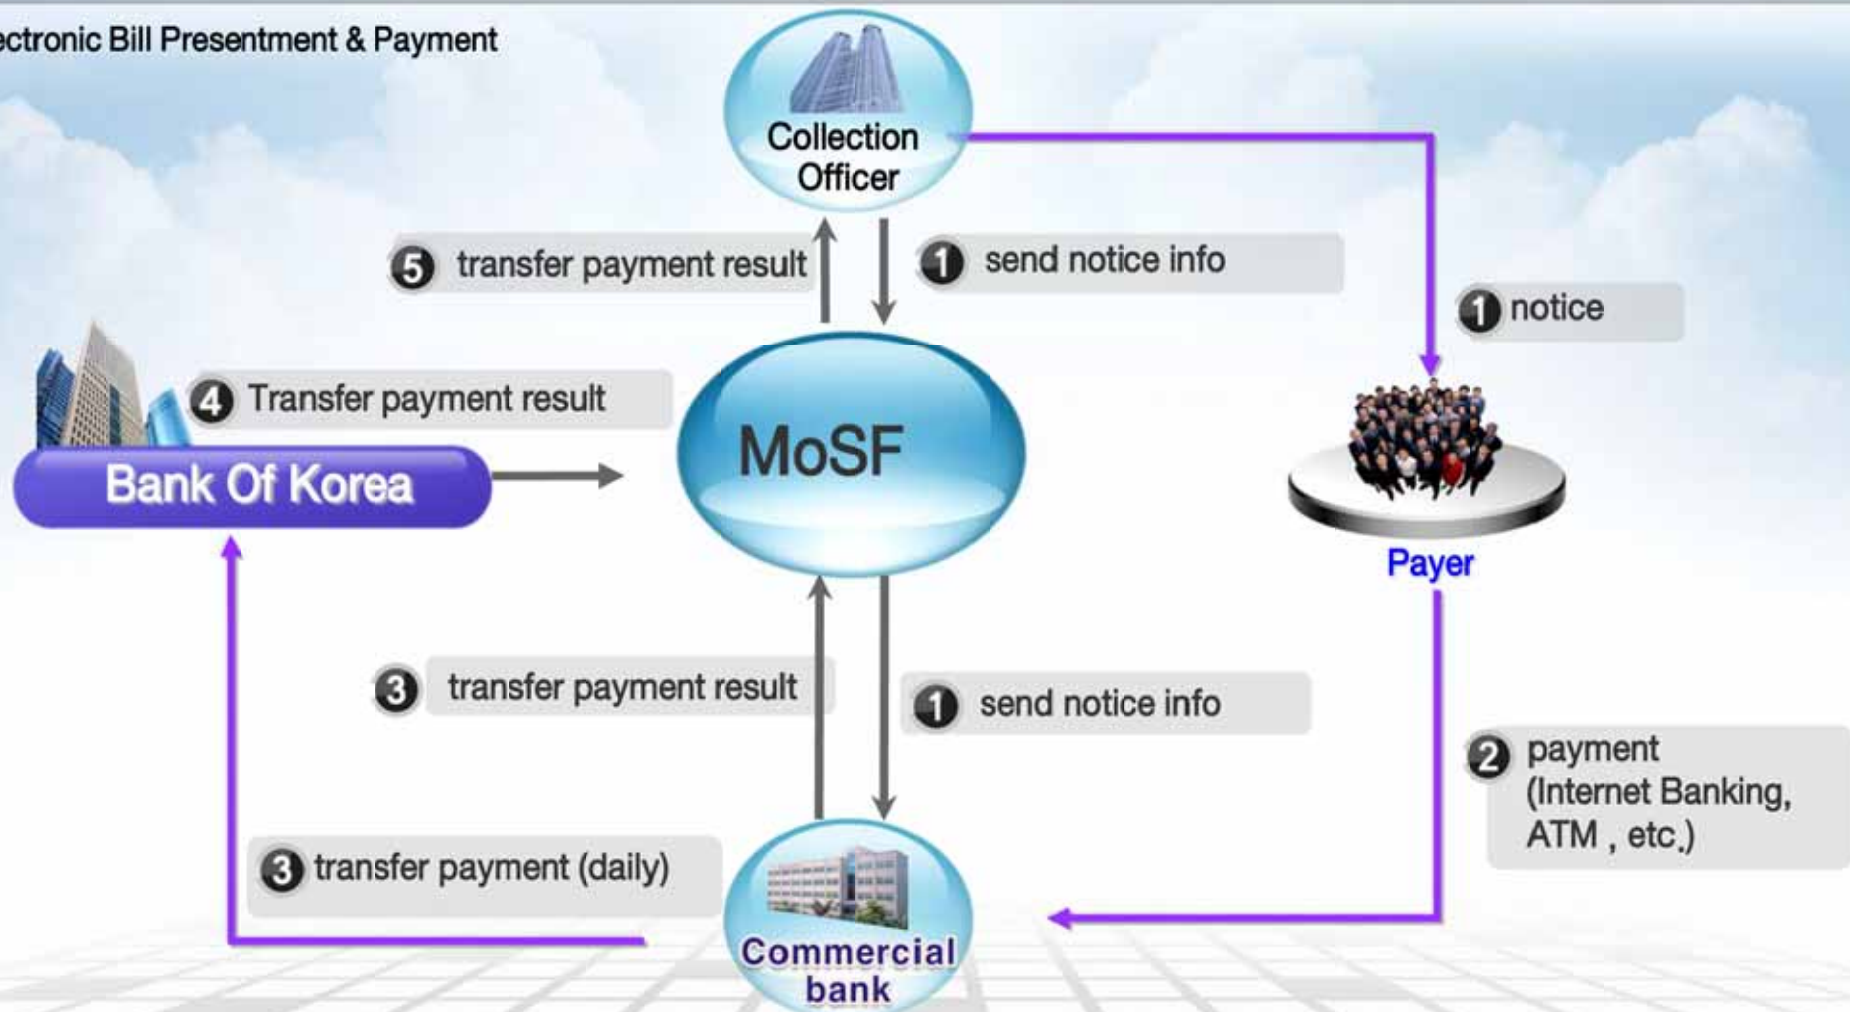 ectronic Bill Presentment & Payment
Collection
Officer
5 transfer payment result
1 send notice info
1 notice
4 Transfer payment result
MoSF
Bank Of Korea
Payer
3 transfer payment result
1 send notice info
2 payment
(Internet Banking,
ATM , etc.)
3 transfer payment (daily)
Commercial
bank